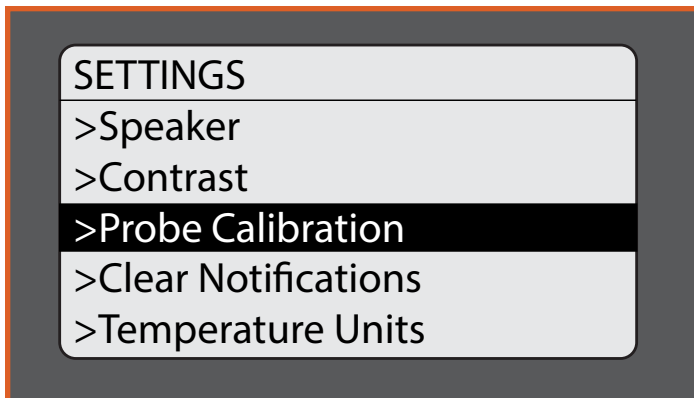 SETTINGS
>Speaker
>Contrast
>Probe Calibration
>Clear Notifications
>Temperature Units